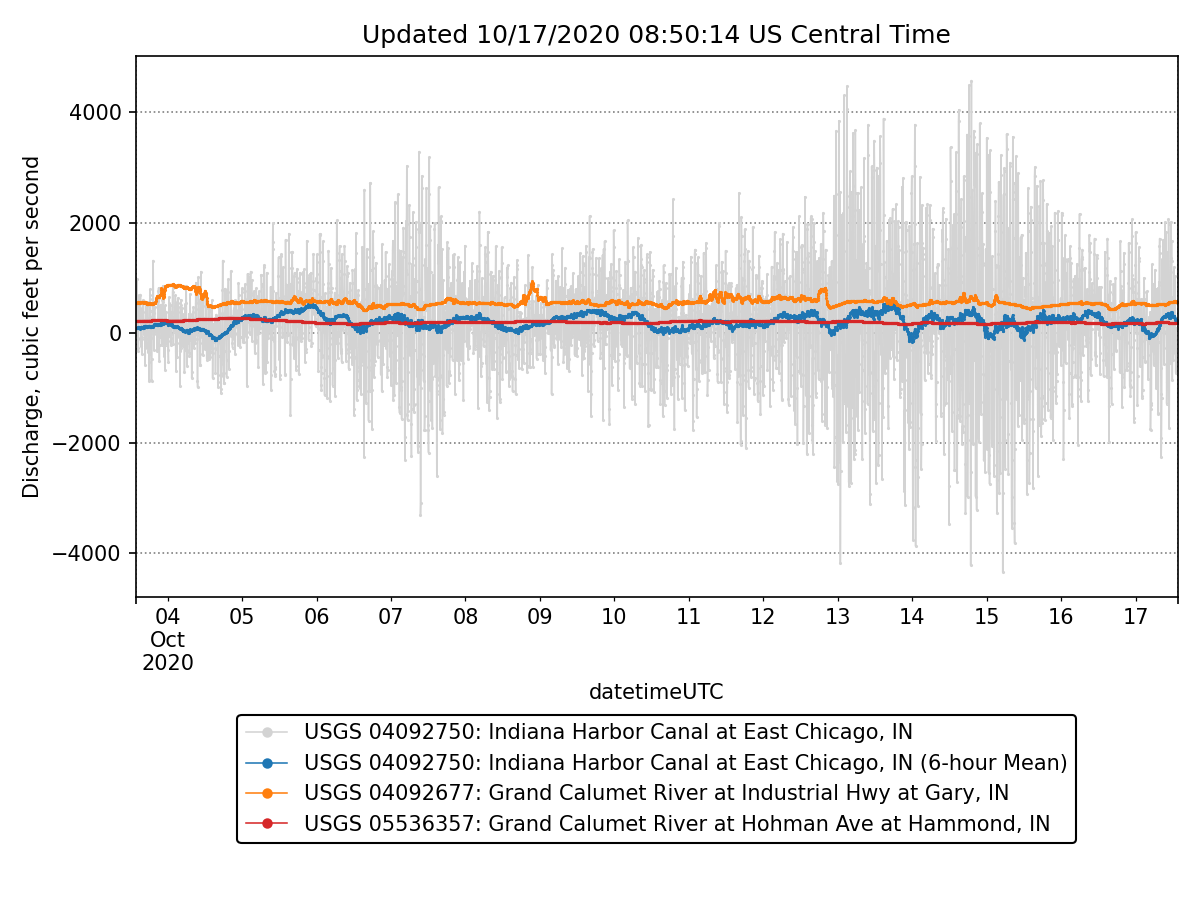 Updated 10/17/2020 08:50:14 US Central Time
Discharge, cubic feet per second
4000
2000
0
−2000
−4000
04 05 06 07 08 09 10 11 12 13 14 15 16 17
Oct
2020
datetimeUTC
USGS 04092750: Indiana Harbor Canal at East Chicago, IN
USGS 04092750: Indiana Harbor Canal at East Chicago, IN (6-hour Mean)
USGS 04092677: Grand Calumet River at Industrial Hwy at Gary, IN
USGS 05536357: Grand Calumet River at Hohman Ave at Hammond, IN